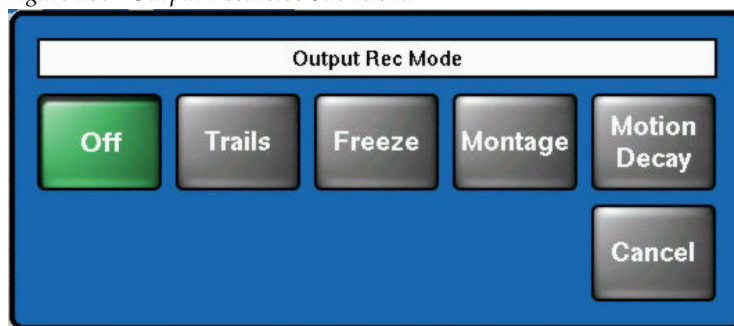 Output Rec Mode
Off
Trails
Freeze
Montage
Motion
Decay
Cancel